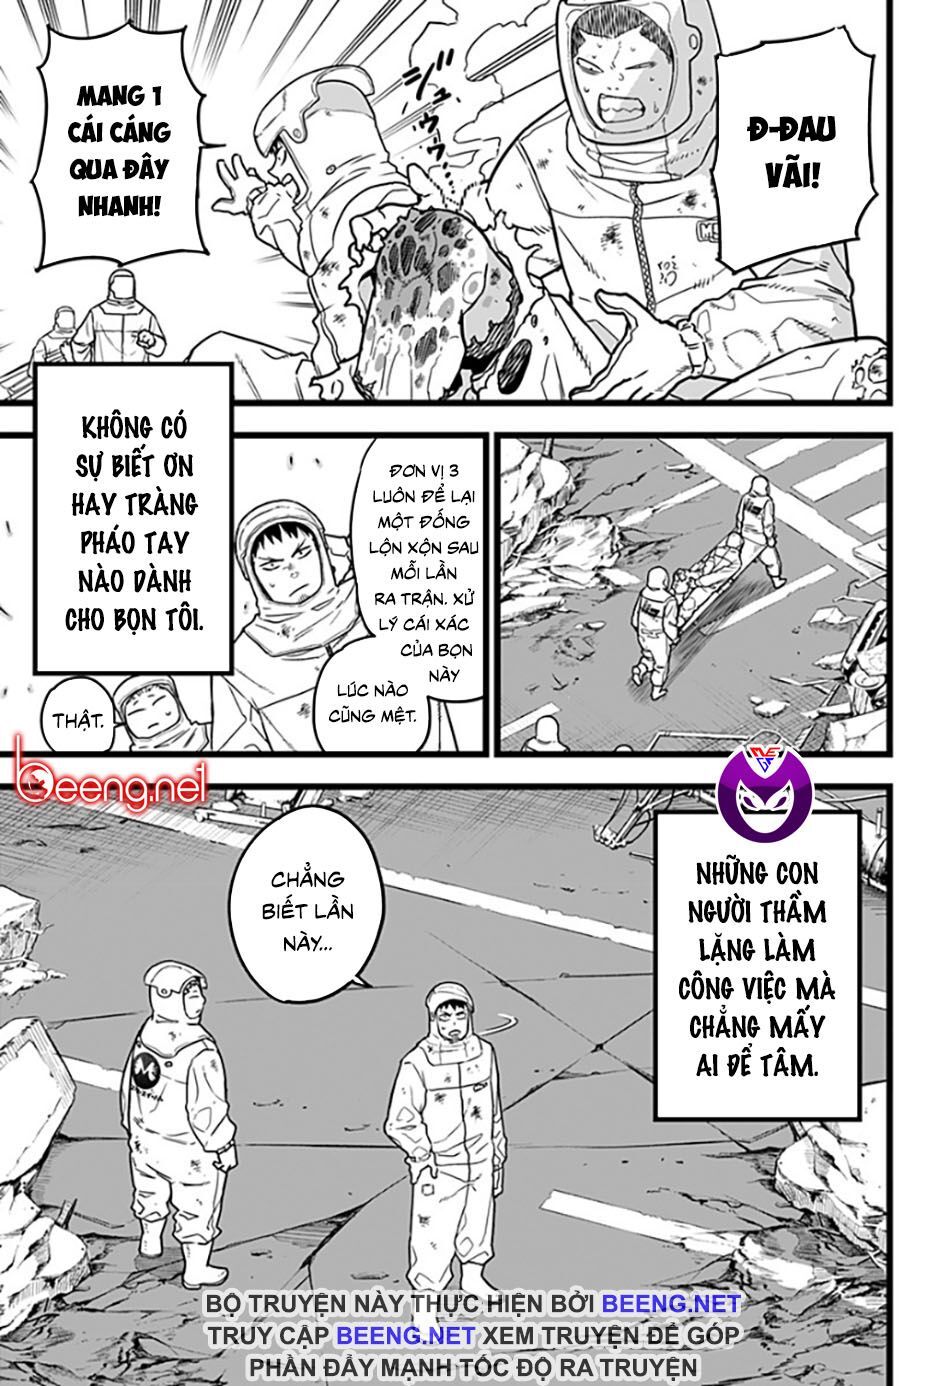 Đ-ĐAU
VÃI!
MANG 1
CÁI CÁNG
QUA ĐÂY
NHANH!
ĐƠN VỊ 3
LUÔN ĐỂ LẠI
MỘT ĐỐNG
LỘN XỘN SAU
MỖI LẦN
RA TRẬN. XỬ
LÝ CÁI XÁC
CỦA BỌN
NÀY
LÚC NÀO
CŨNG MỆT.
THẬT.
KHÔNG CÓ
SỰ BIẾT ƠN
HAY TRÀNG
PHÁO TAY
NÀO DÀNH
CHO BỌN TÔI.
beeng.net
NHỮNG CON
NGƯỜI THẦM
LẶNG LÀM
CÔNG VIỆC MÀ
CHẲNG MẤY
AI ĐỂ TÂM.
CHẲNG
BIẾT LẦN
NÀY...
BỘ TRUYỆN NÀY THỰC HIỆN BỞI BEENG.NET
TRUY CẬP BEENG.NET XEM TRUYỆN ĐỂ GÓP
PHẦN ĐẨY MẠNH TỐC ĐỘ RA TRUYỆN